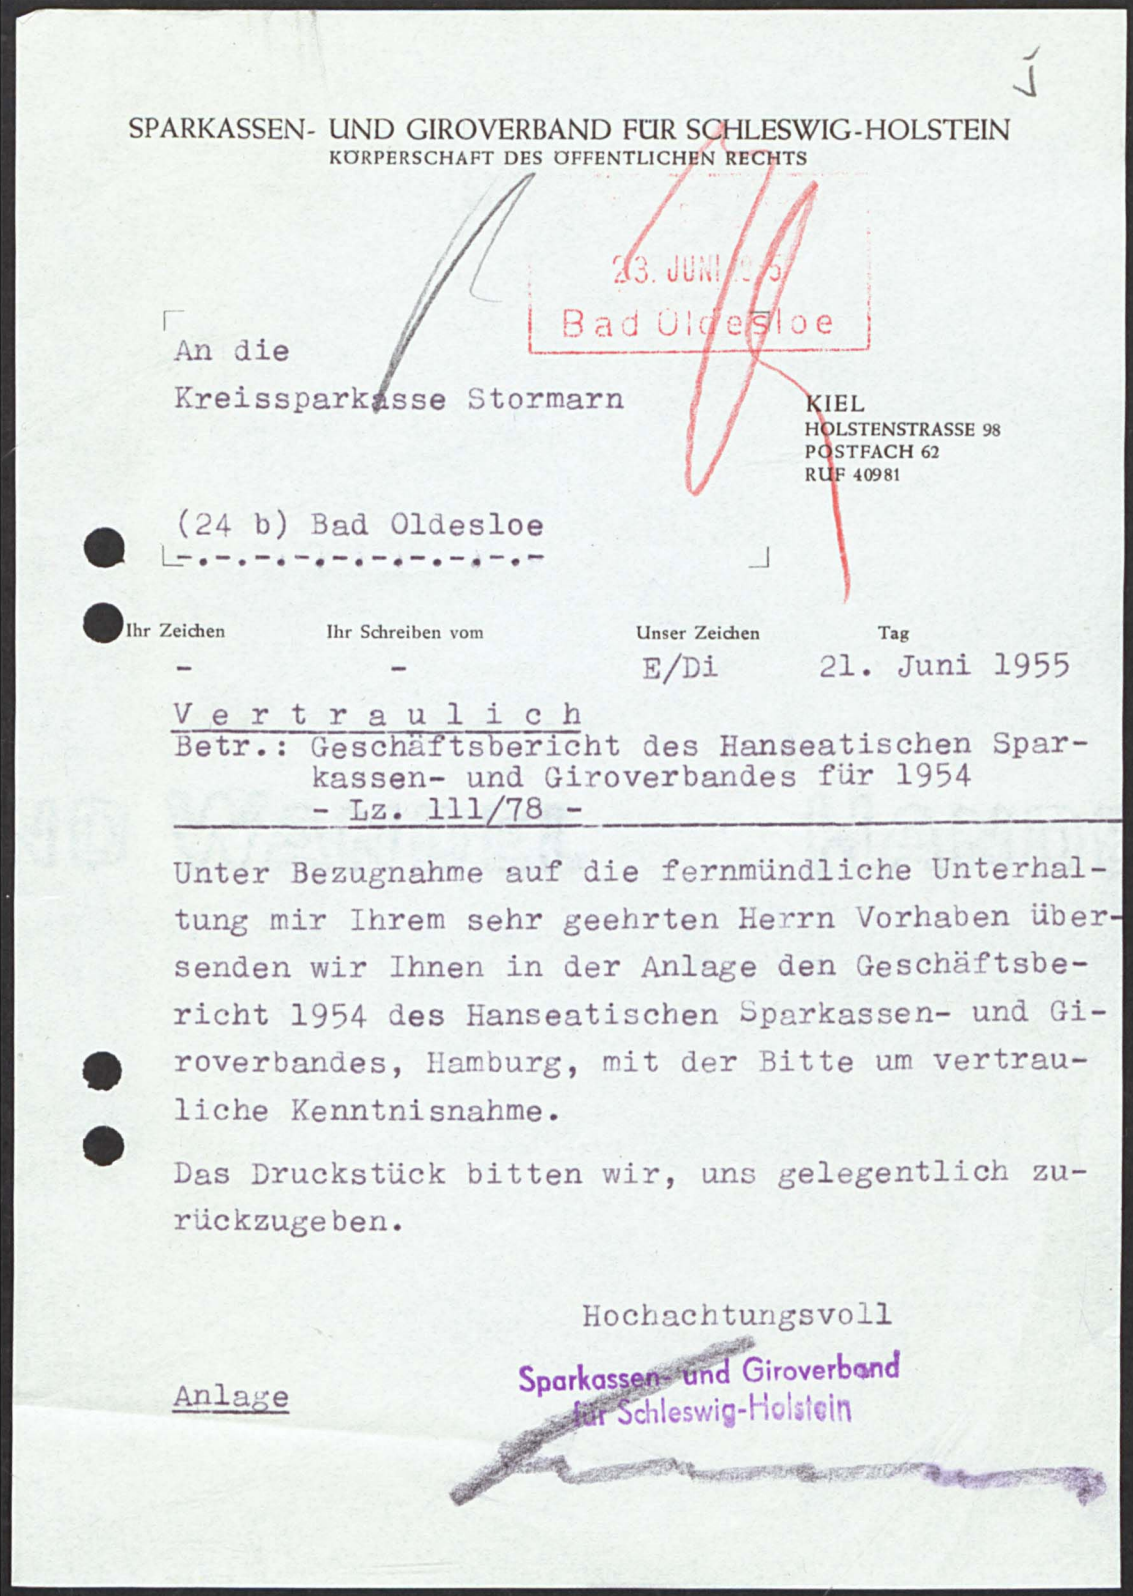 SPARKASSEN- UND GIROVERBAND FÜR SCHLESWIG-HOLSTEIN
KÖRPERSCHAFT DES ÖFFENTLICHEN RECHTS
23. JUNI
Bad Oldesloe
An die
Kreissparkasse Stormarn
KIEL
HOLSTENSTRASSE 98
POSTFACH 62
RUF 40981
(24 b) Bad Oldesloe
-.-.-.-.-.-.-.-.-.-
Ihr Zeichen Ihr Schreiben vom Unser Zeichen Tag
- - E/Di 21. Juni 1955
V e r t r a u l i c h
Betr.: Geschäftsbericht des Hanseatischen Spar-
kassen- und Giroverbandes für 1954
- Lz. 111/78 -
Unter Bezugnahme auf die fernmündliche Unterhal-
tung mir Ihrem sehr geehrten Herrn Vorhaben über-
senden wir Ihnen in der Anlage den Geschäftsbe-
richt 1954 des Hanseatischen Sparkassen- und Gi-
roverbandes, Hamburg, mit der Bitte um vertrau-
liche Kenntnisnahme.
Das Druckstück bitten wir, uns gelegentlich zu-
rückzugeben.
Hochachtungsvoll
Sparkassen- und Giroverband
für Schleswig-Holstein
Anlage